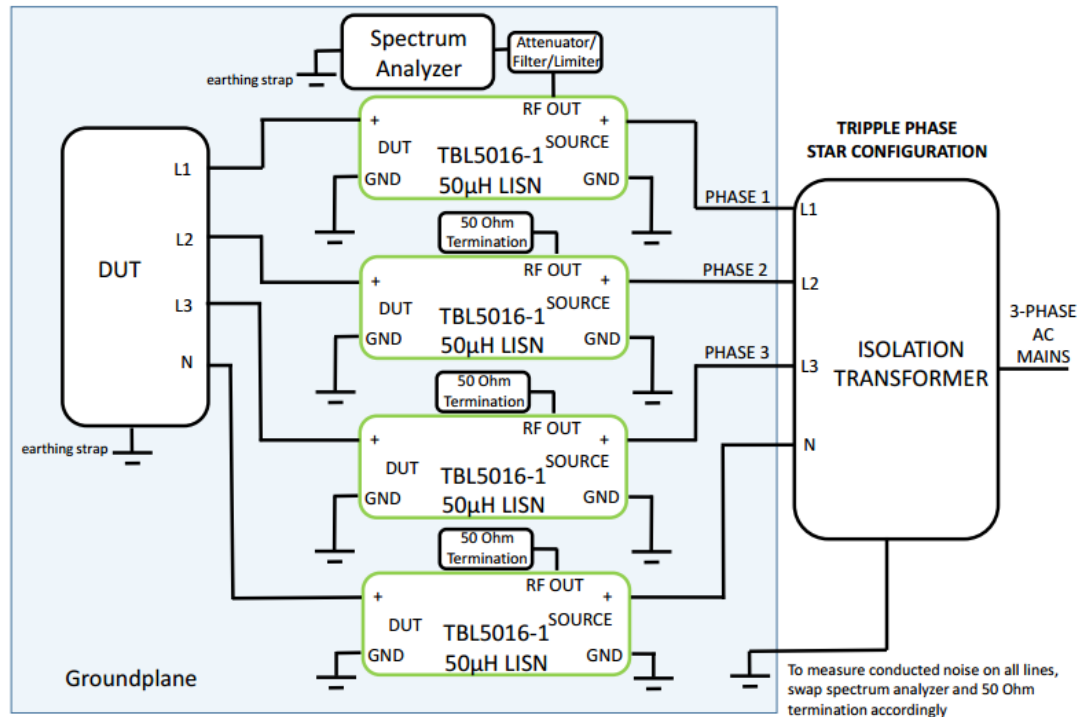 Spectrum
Analyzer
Attenuator/
Filter/Limiter
earthing strap
RF OUT
+
+
DUT
SOURCE
TBL5016-1
GND
GND
50µH LISN
TRIPPLE PHASE
STAR CONFIGURATION
DUT
L1
L2
L3
N
earthing strap
PHASE 1
50 Ohm
Termination
RF OUT
+
+
DUT
SOURCE
TBL5016-1
GND
GND
50µH LISN
PHASE 2
50 Ohm
Termination
RF OUT
+
+
DUT
SOURCE
TBL5016-1
GND
GND
50µH LISN
PHASE 3
50 Ohm
Termination
RF OUT
+
+
DUT
SOURCE
TBL5016-1
GND
GND
50µH LISN
L1
L2
L3
N
ISOLATION
TRANSFORMER
3-PHASE
AC
MAINS
Groundplane
To measure conducted noise on all lines,
swap spectrum analyzer and 50 Ohm
termination accordingly